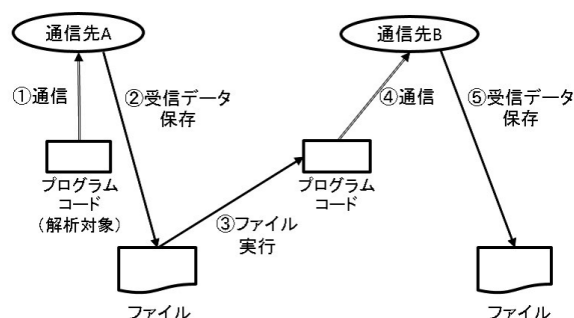 通信先A
通信先B
①通信
②受信データ
保存
④通信
⑤受信データ
保存
プログラム
コード
(解析対象)
③ファイル
実行
プログラム
コード
ファイル
ファイル